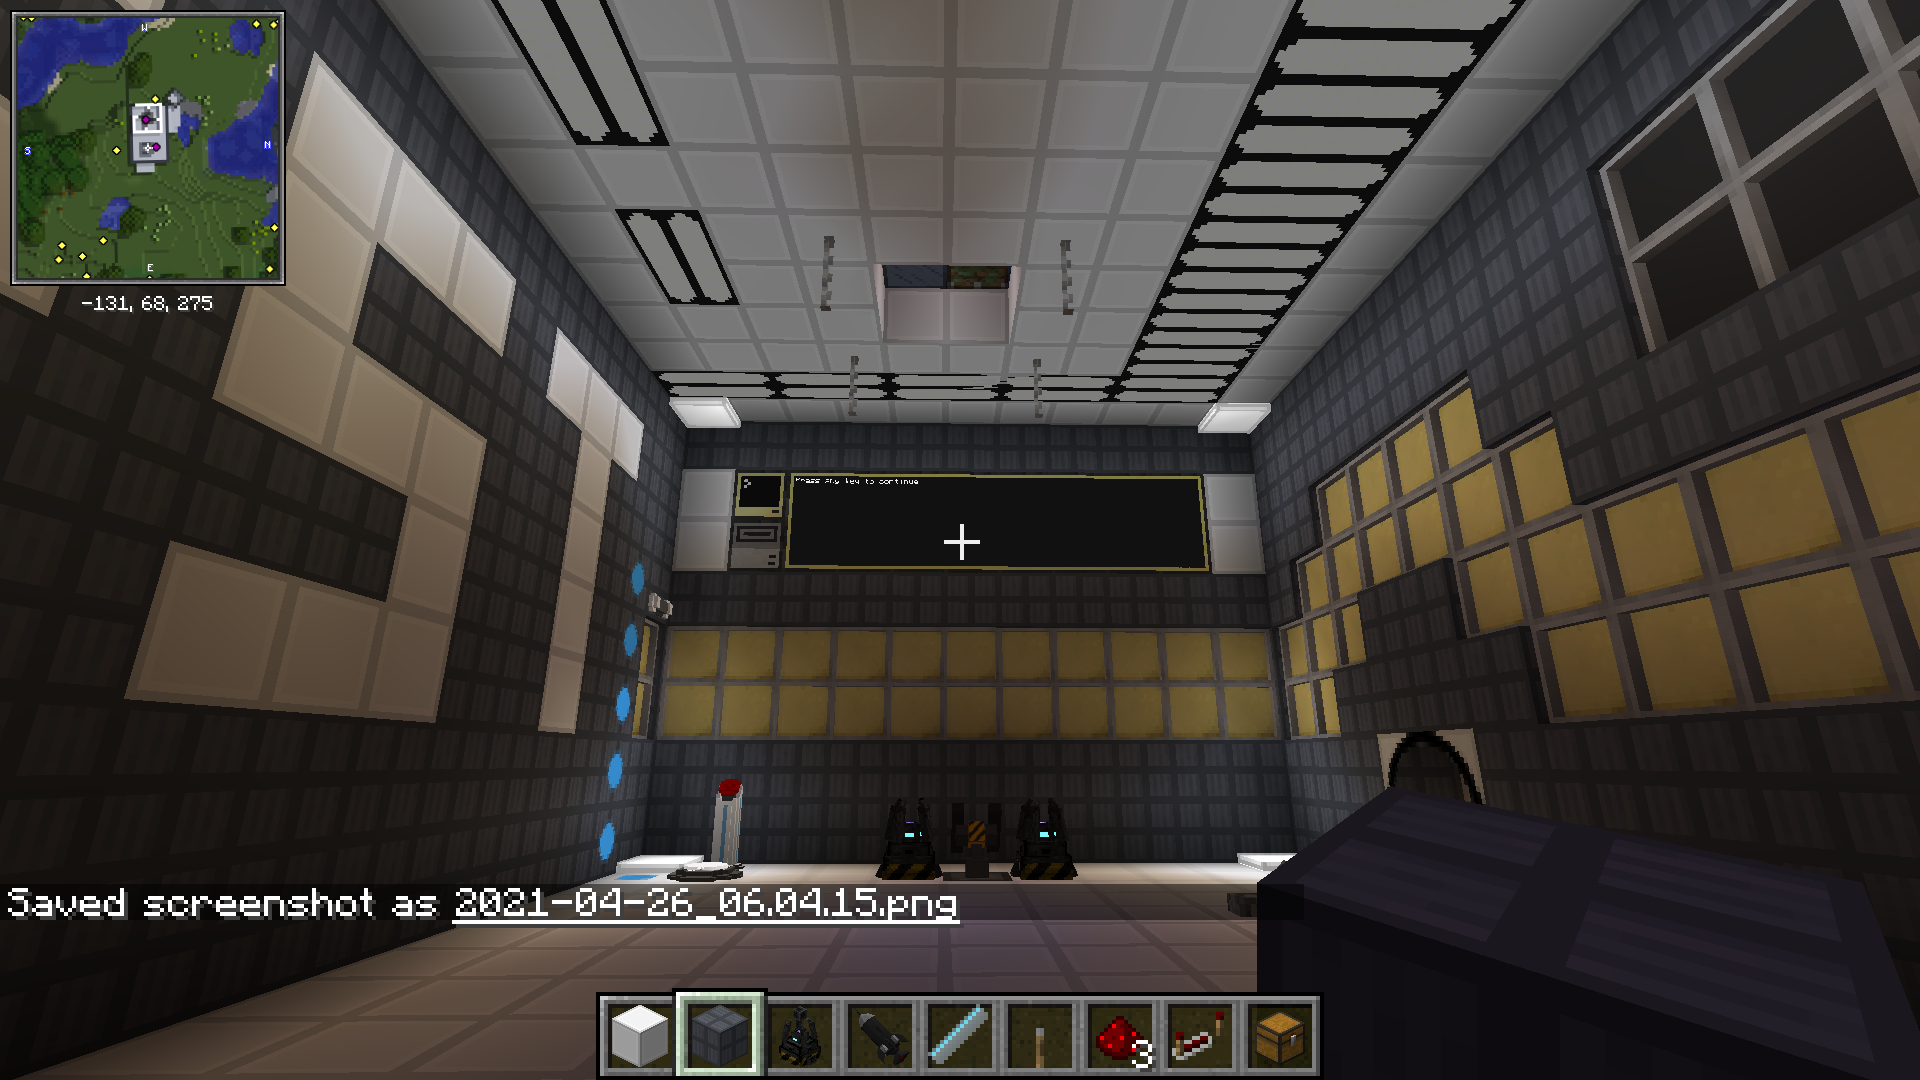 W
S
N
E
-131, 68, 275
Press any key to continue
Saved screenshot as 2021-04-26_06.04.15.png
3